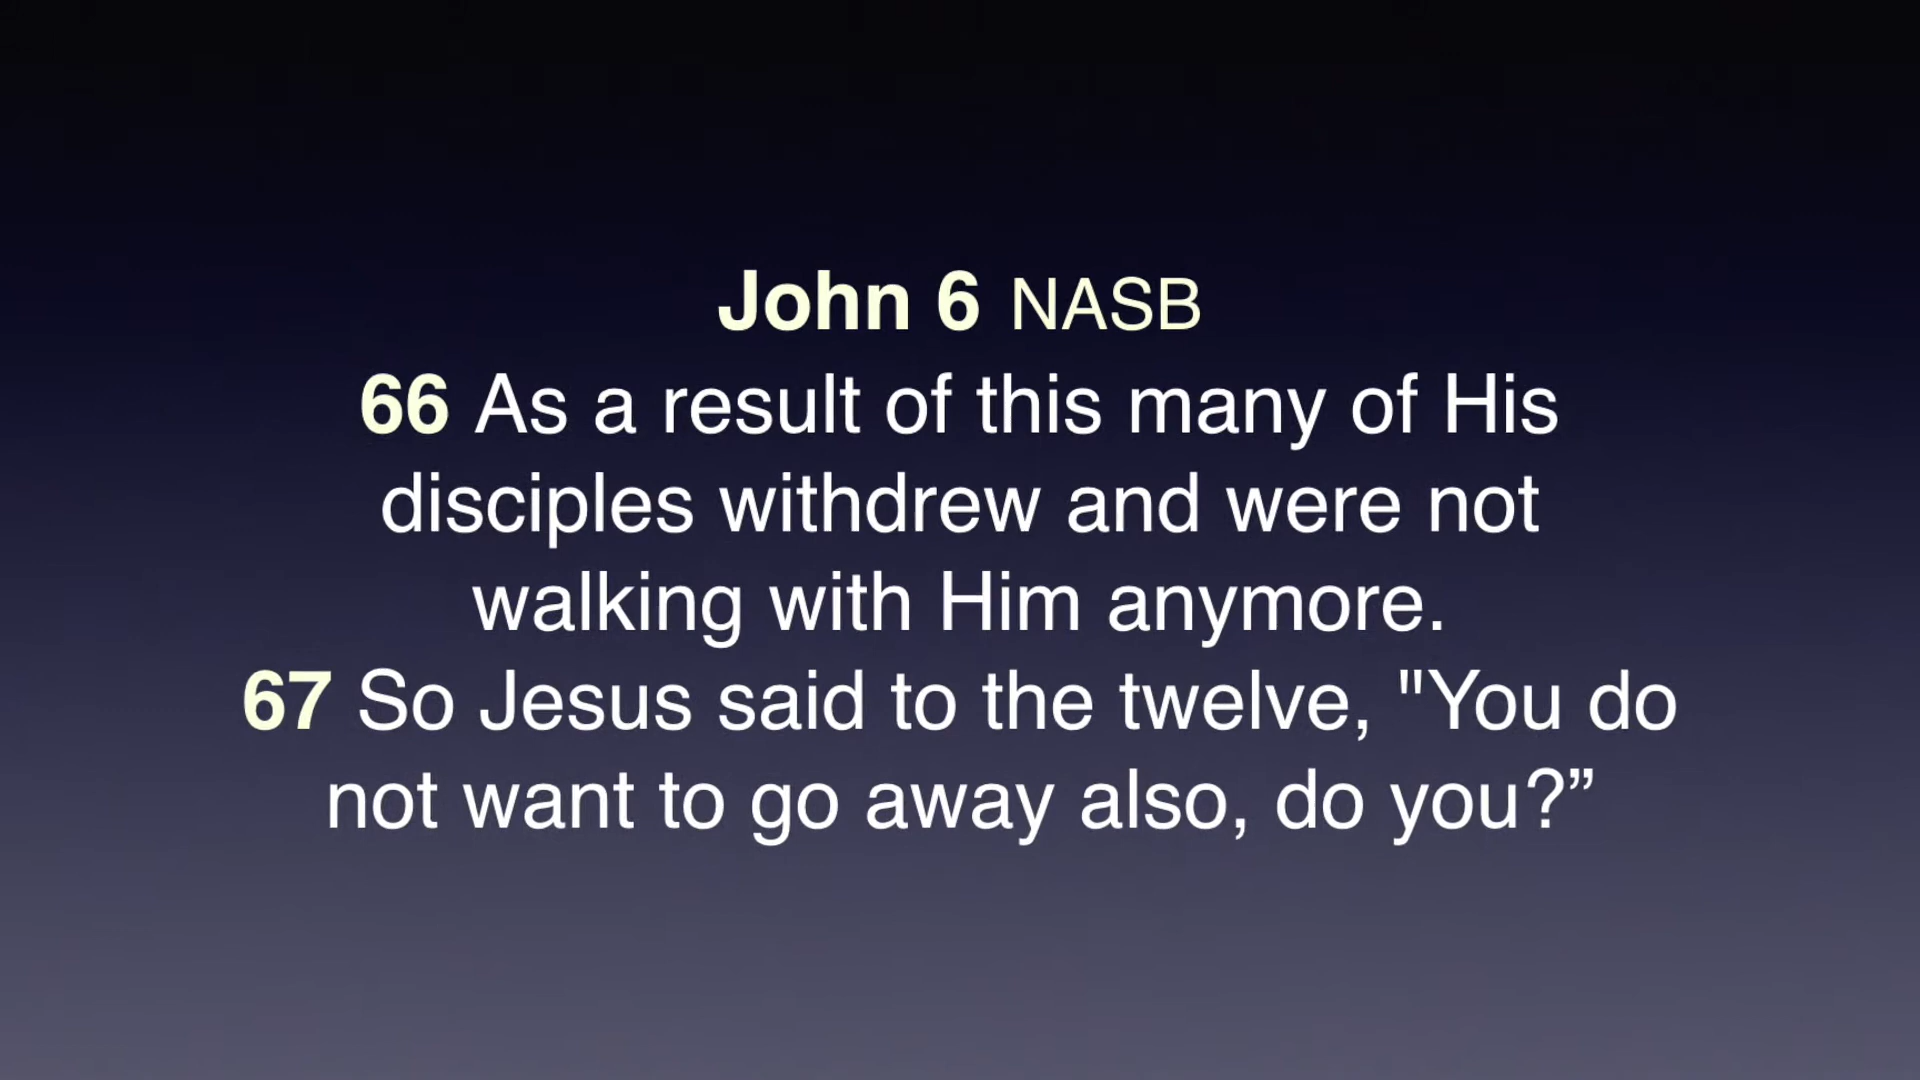 John 6 NASB
66 As a result of this many of His
disciples withdrew and were not
walking with Him anymore.
67 So Jesus said to the twelve, "You do
not want to go away also, do you?”